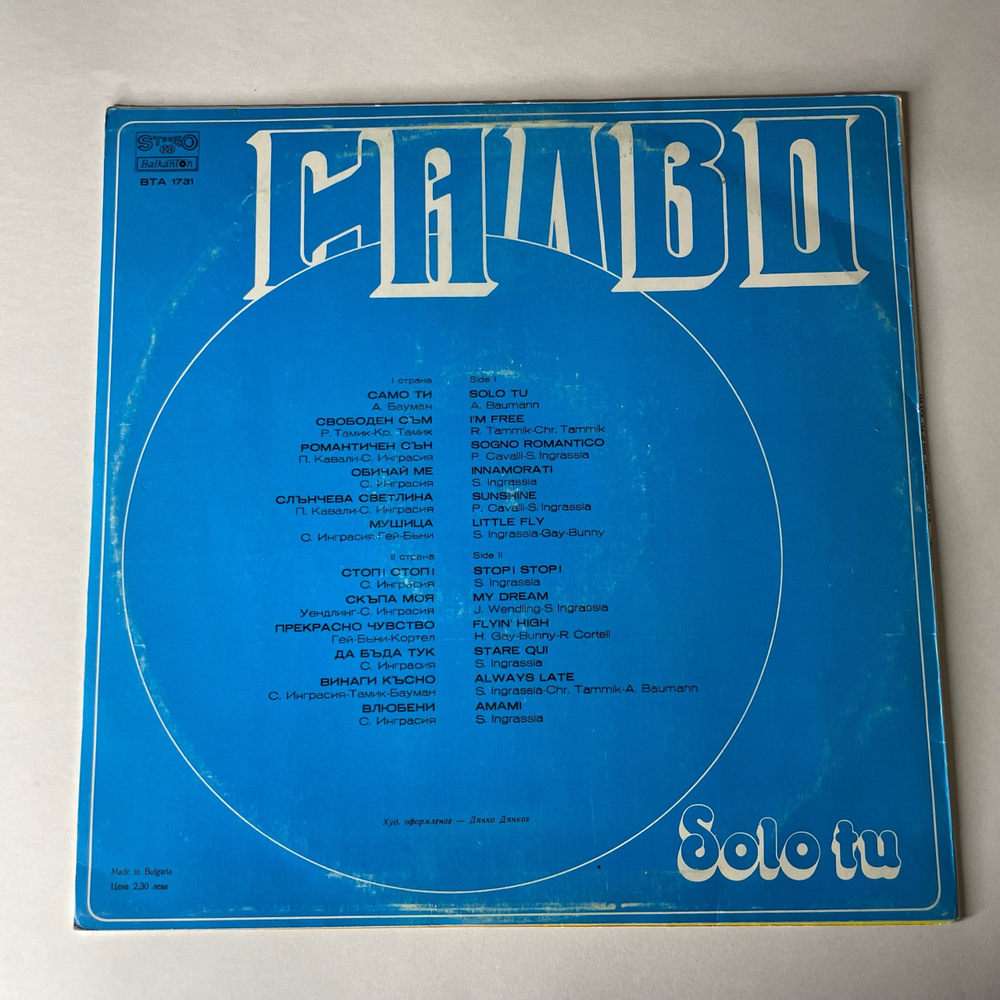 STEREO
Balkanton
ВТА 1731
САЛВО
I страна
САМО ТИ
А. Бауман
СВОБОДЕН СЪМ
Р. Тамик-Кр. Тамик
РОМАНТИЧЕН СЪН
П. Кавали-С. Инграсия
ОБИЧАЙ МЕ
С. Инграсия
СЛЪНЧЕВА СВЕТЛИНА
П. Кавали-С. Инграсия
МУШИЦА
С. Инграсия-Гей-Бъни
II страна
СТОП! СТОП!
С. Инграсия
СКЪПА МОЯ
Уендлинг-С. Инграсия
ПРЕКРАСНО ЧУВСТВО
Гей-Бъни-Кортел
ДА БЪДА ТУК
С. Инграсия
ВИНАГИ КЪСНО
С. Инграсия-Тамик-Бауман
ВЛЮБЕНИ
С. Инграсия
Side I
SOLO TU
A. Baumann
I'M FREE
R. Tammik-Chr. Tammik
SOGNO ROMANTICO
P. Cavalli-S. Ingrassia
INNAMORATI
S. Ingrassia
SUNSHINE
P. Cavalli-S. Ingrassia
LITTLE FLY
S. Ingrassia-Gay-Bunny
Side II
STOP! STOP!
S. Ingrassia
MY DREAM
J. Wendling-S. Ingrassia
FLYIN' HIGH
H. Gay-Bunny-R. Cortell
STARE QUI
S. Ingrassia
ALWAYS LATE
S. Ingrassia-Chr. Tammik-A. Baumann
AMAMI
S. Ingrassia
Худ. оформление — Динко Динков
Solo tu
Made in Bulgaria
Цена 2,30 лева